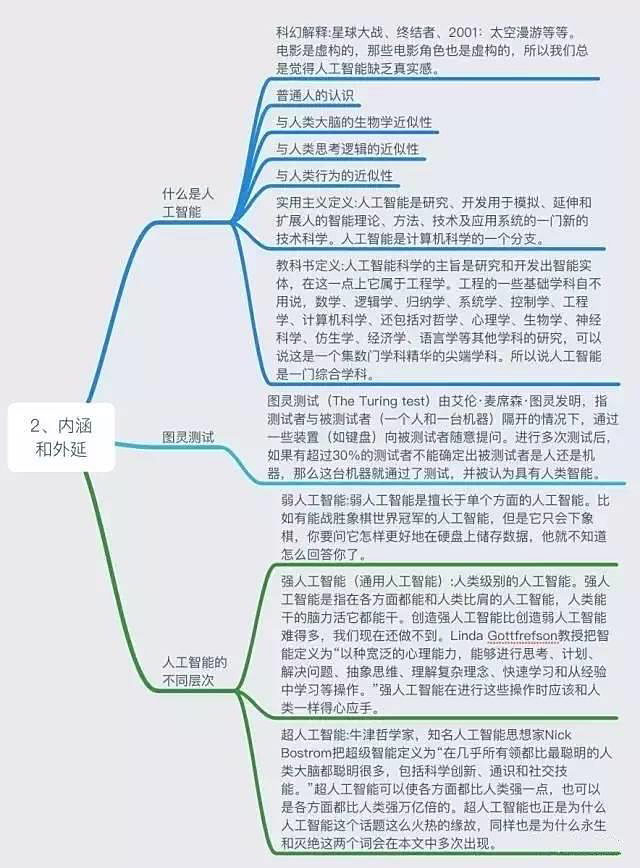 科幻解释:星球大战、终结者、2001：太空漫游等等。
电影是虚构的，那些电影角色也是虚构的，所以我们总
是觉得人工智能缺乏真实感。
普通人的认识
与人类大脑的生物学近似性
与人类思考逻辑的近似性
与人类行为的近似性
什么是人
工智能
实用主义定义:人工智能是研究、开发用于模拟、延伸和
扩展人的智能理论、方法、技术及应用系统的一门新的
技术科学。人工智能是计算机科学的一个分支。
教科书定义:人工智能科学的主旨是研究和开发出智能实
体，在这一点上它属于工程学。工程的一些基础学科自不
用说，数学、逻辑学、归纳学、系统学、控制学、工程
学、计算机科学、还包括对哲学、心理学、生物学、神经
科学、仿生学、经济学、语言学等其他学科的研究，可以
说这是一个集数门学科精华的尖端学科。所以说人工智能
是一门综合学科。
2、内涵
和外延
图灵测试
图灵测试（The Turing test）由艾伦·麦席森·图灵发明，指
测试者与被测试者（一个人和一台机器）隔开的情况下，通过
一些装置（如键盘）向被测试者随意提问。进行多次测试后，
如果有超过30%的测试者不能确定出被测试者是人还是机
器，那么这台机器就通过了测试，并被认为具有人类智能。
弱人工智能:弱人工智能是擅长于单个方面的人工智能。比
如有能战胜象棋世界冠军的人工智能，但是它只会下象
棋，你要问它怎样更好地在硬盘上储存数据，他就不知道
怎么回答你了。
人工智能的
不同层次
强人工智能（通用人工智能）:人类级别的人工智能。强人
工智能是指在各方面都能和人类比肩的人工智能，人类能
干的脑力活它都能干。创造强人工智能比创造弱人工智能
难得多，我们现在还做不到。Linda Gottfrefson教授把智
能定义为“以种宽泛的心理能力，能够进行思考、计划、
解决问题、抽象思维、理解复杂理念、快速学习和从经验
中学习等操作。”强人工智能在进行这些操作时应该和人
类一样得心应手。
超人工智能:牛津哲学家，知名人工智能思想家Nick
Bostrom把超级智能定义为“在几乎所有领都比最聪明的人
类大脑都聪明很多，包括科学创新、通识和社交技
能。”超人工智能可以使各方面都比人类强一点，也可以
是各方面都比人类强万亿倍的。超人工智能也正是为什么
人工智能这个话题这么火热的缘故，同样也是为什么永生
和灭绝这两个词会在本文中多次出现。